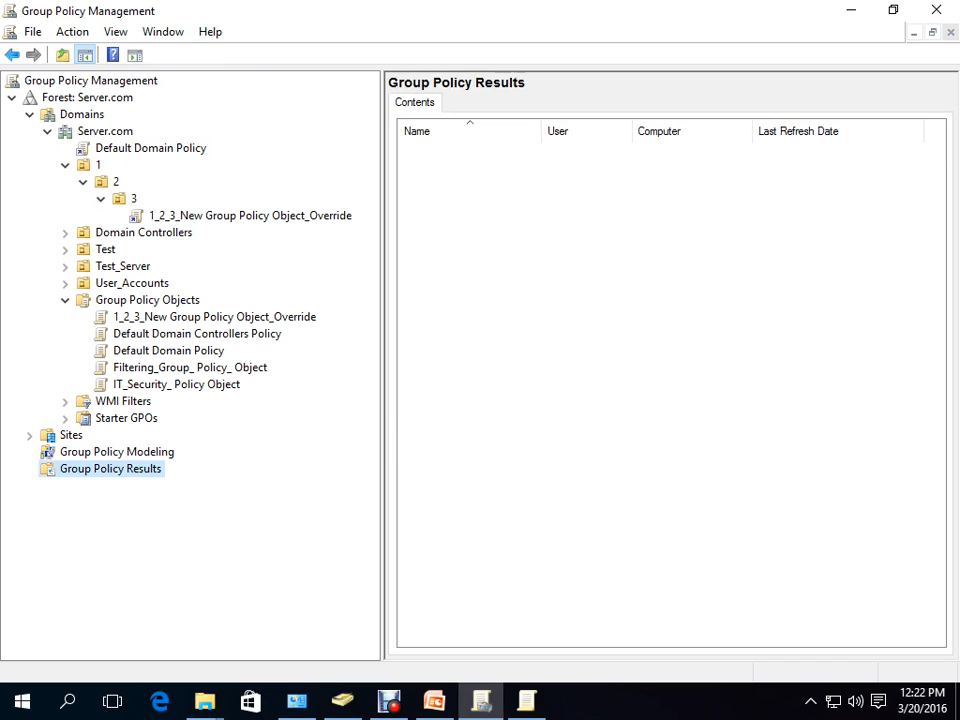 Group Policy Management
File Action View Window Help
Group Policy Management
Forest: Server.com
Domains
Server.com
Default Domain Policy
1
2
3
1_2_3_New Group Policy Object_Override
Domain Controllers
Test
Test_Server
User_Accounts
Group Policy Objects
1_2_3_New Group Policy Object_Override
Default Domain Controllers Policy
Default Domain Policy
Filtering_Group_ Policy_ Object
IT_Security_ Policy Object
WMI Filters
Starter GPOs
Sites
Group Policy Modeling
Group Policy Results
Group Policy Results
Contents
Name User Computer Last Refresh Date
12:22 PM
3/20/2016